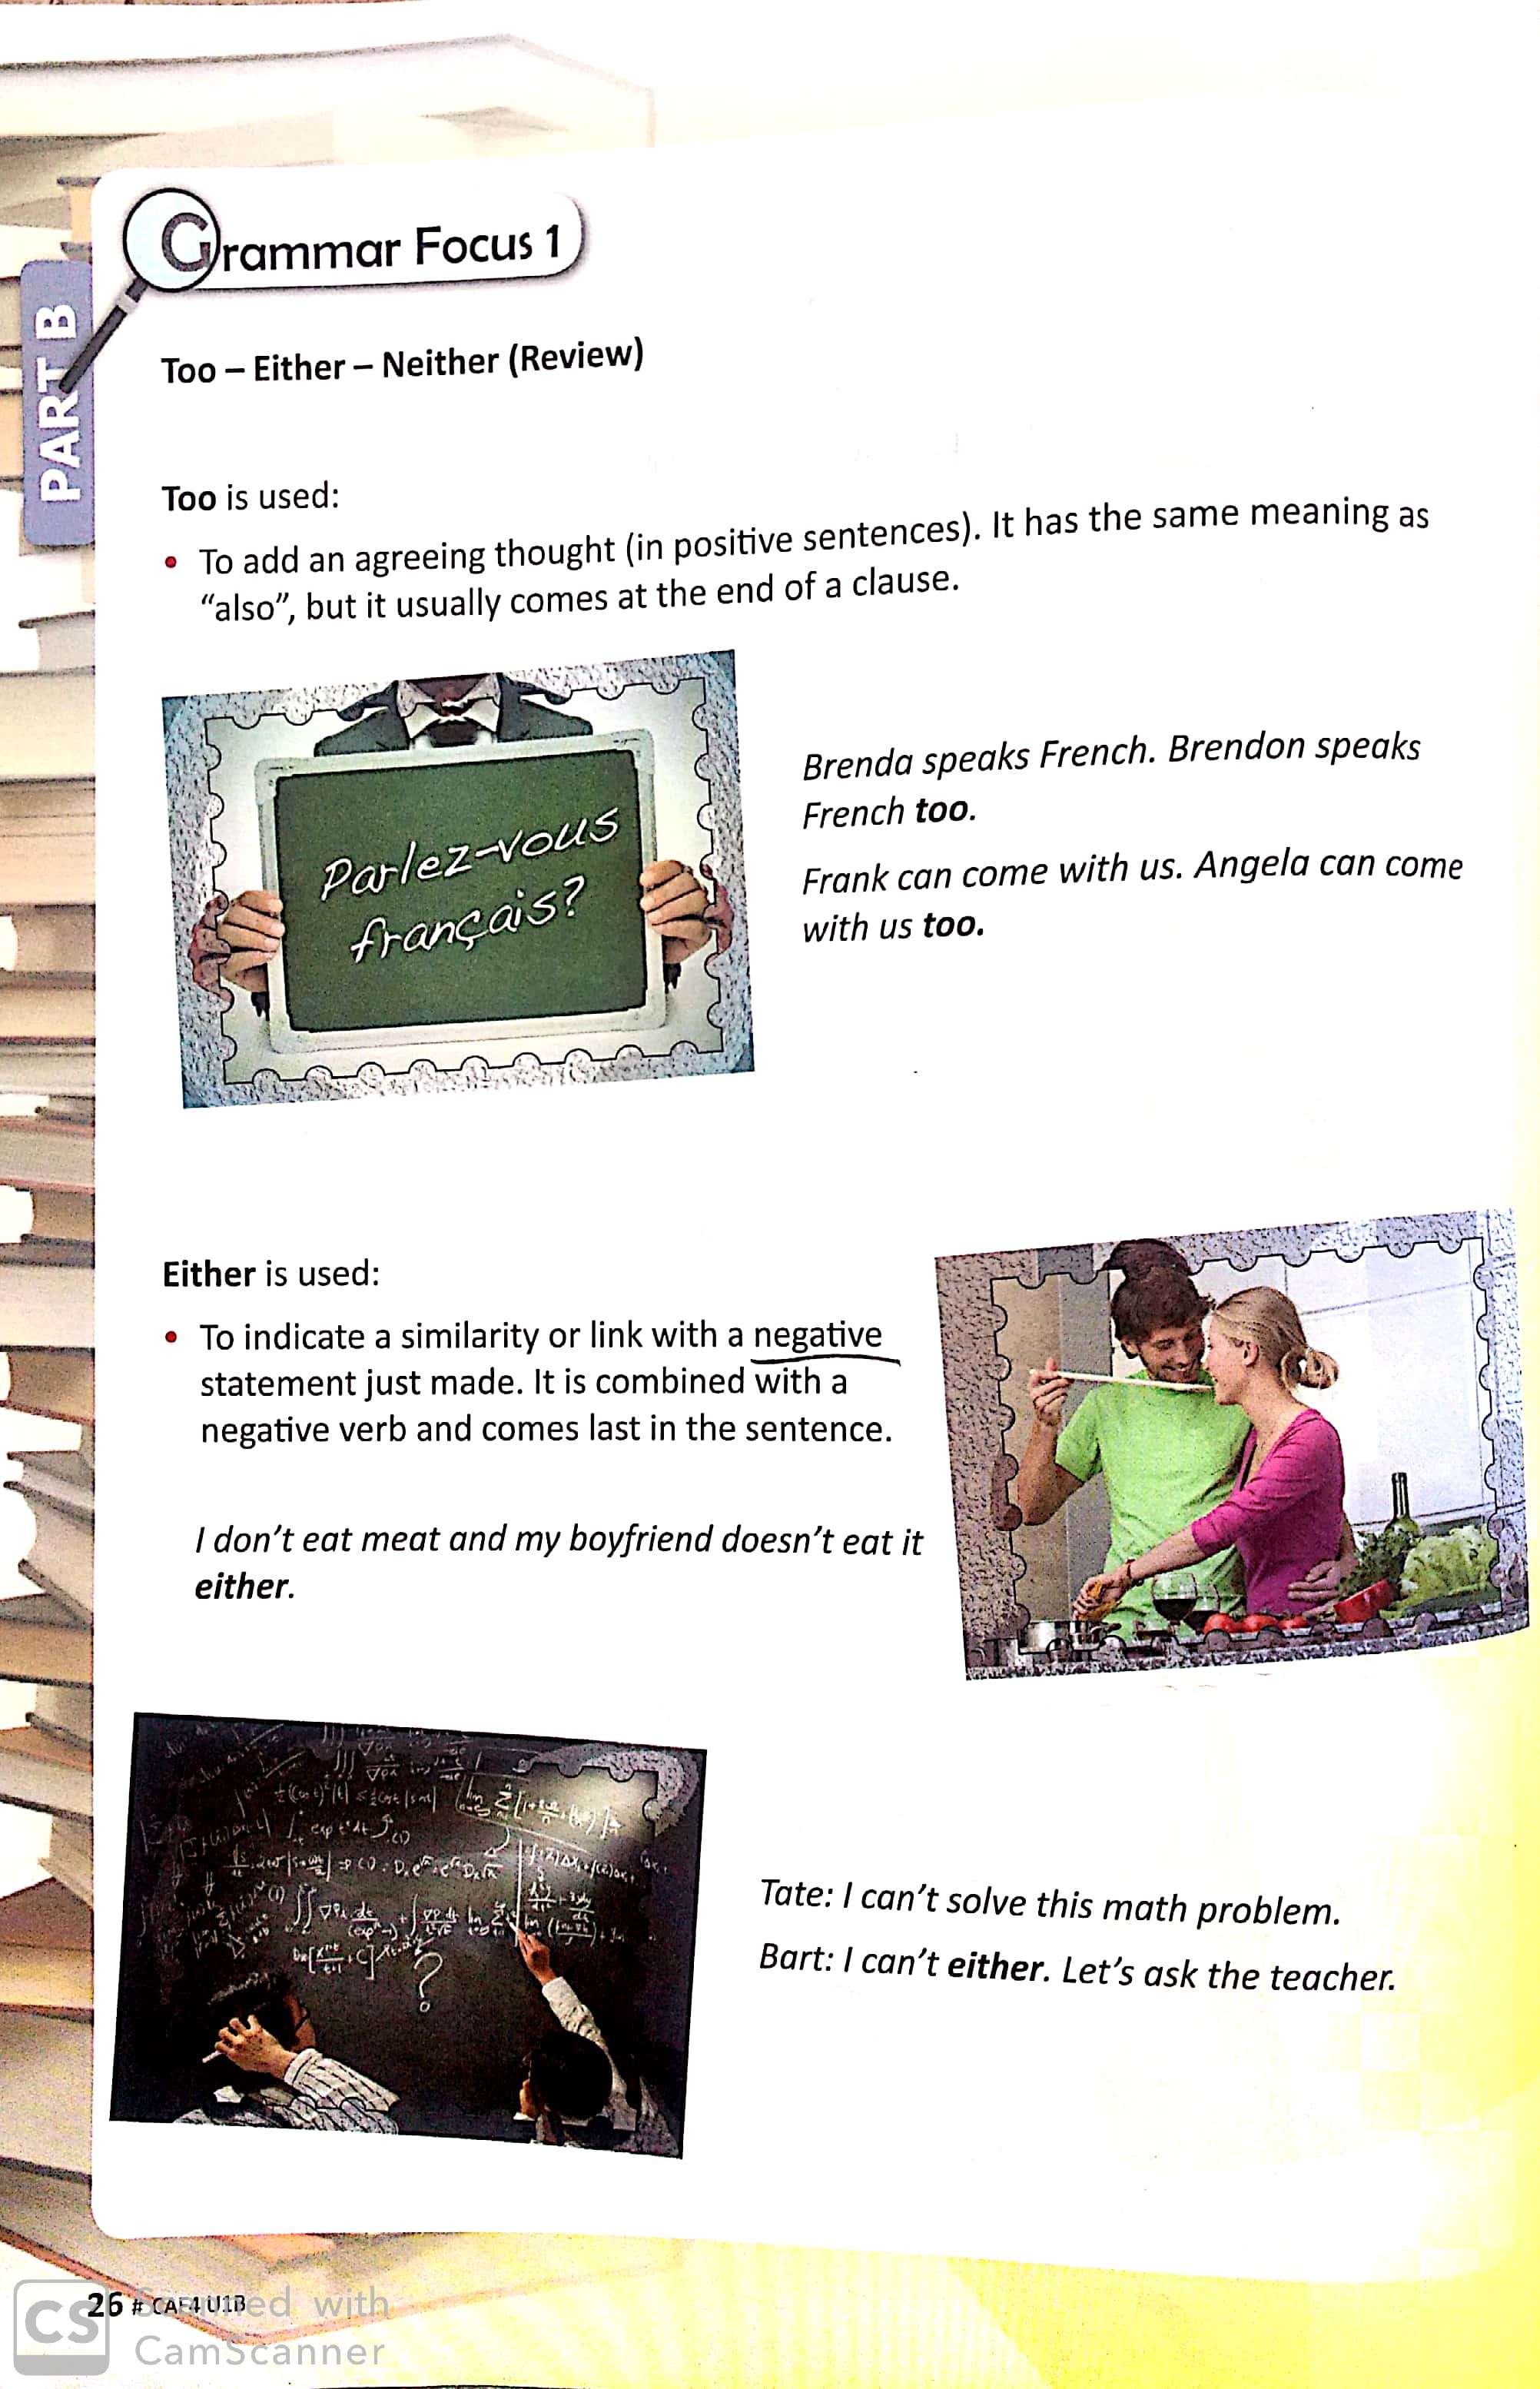 Grammar Focus 1
PART B
Too – Either – Neither (Review)
Too is used:
• To add an agreeing thought (in positive sentences). It has the same meaning as
“also”, but it usually comes at the end of a clause.
Parlez-vous
français?
Brenda speaks French. Brendon speaks
French too.
Frank can come with us. Angela can come
with us too.
Either is used:
• To indicate a similarity or link with a negative
statement just made. It is combined with a
negative verb and comes last in the sentence.
I don’t eat meat and my boyfriend doesn’t eat it
either.
Tate: I can’t solve this math problem.
Bart: I can’t either. Let’s ask the teacher.
26 # CAF4 U1B
CS Scanned with
CamScanner